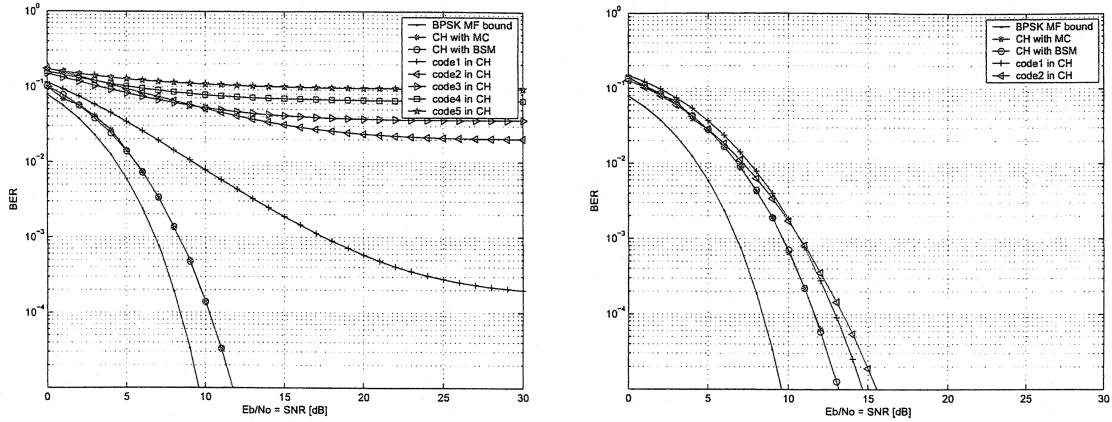 10^0
10^-1
10^-2
10^-3
10^-4
BER
0
5
10
15
20
25
30
Eb/No = SNR [dB]
BPSK MF bound
CH with MC
CH with BSM
code1 in CH
code2 in CH
code3 in CH
code4 in CH
code5 in CH
10^0
10^-1
10^-2
10^-3
10^-4
BER
0
5
10
15
20
25
30
Eb/No = SNR [dB]
BPSK MF bound
CH with MC
CH with BSM
code1 in CH
code2 in CH